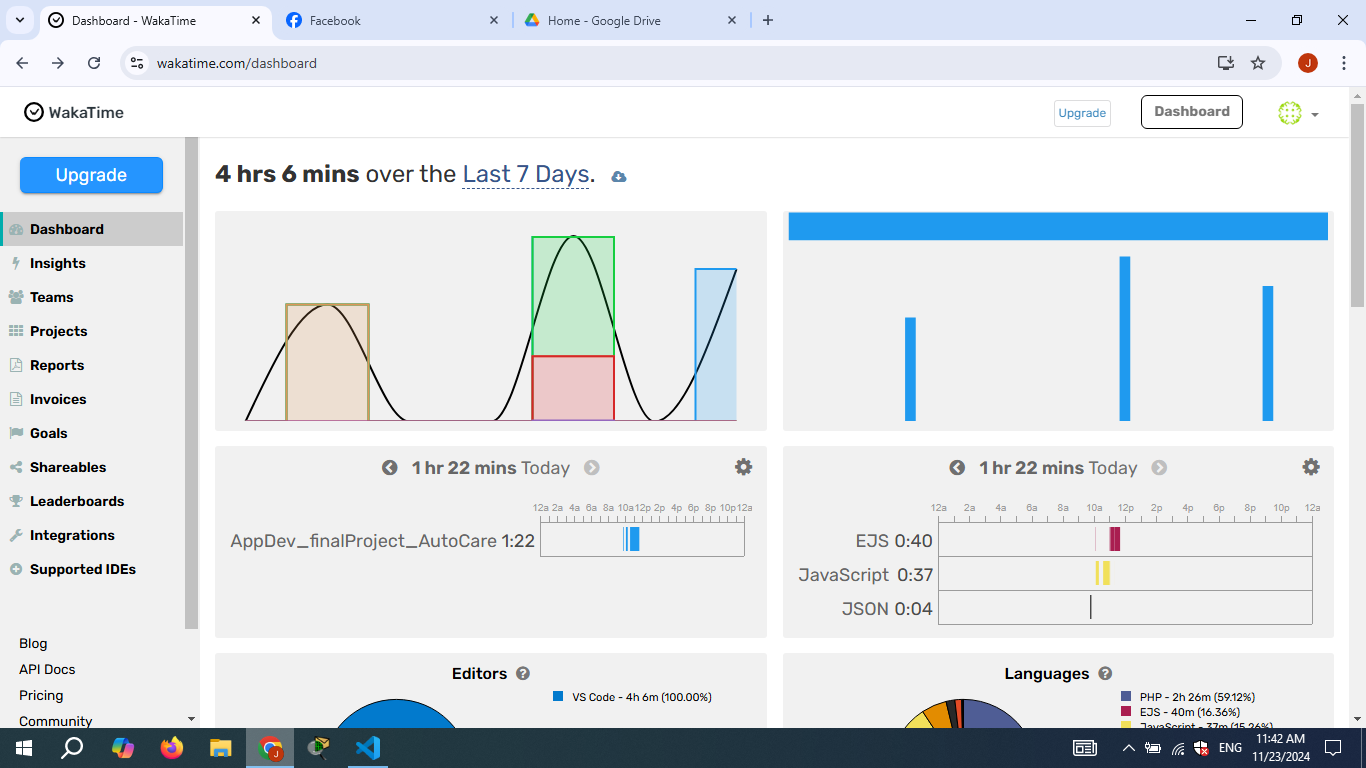 Dashboard - WakaTime
Facebook
Home - Google Drive
wakatime.com/dashboard
J
WakaTime
Upgrade
Dashboard
Upgrade
Dashboard
Insights
Teams
Projects
Reports
Invoices
Goals
Shareables
Leaderboards
Integrations
Supported IDEs
Blog
API Docs
Pricing
Community
4 hrs 6 mins over the Last 7 Days.
1 hr 22 mins Today
12a 2a 4a 6a 8a 10a 12p 2p 4p 6p 8p 10p 12a
AppDev_finalProject_AutoCare 1:22
1 hr 22 mins Today
12a 2a 4a 6a 8a 10a 12p 2p 4p 6p 8p 10p 12a
EJS 0:40
JavaScript 0:37
JSON 0:04
Editors ?
VS Code - 4h 6m (100.00%)
Languages ?
PHP - 2h 26m (59.12%)
EJS - 40m (16.36%)
JavaScript - 37m (15.26%)
J
ENG
11:42 AM
11/23/2024